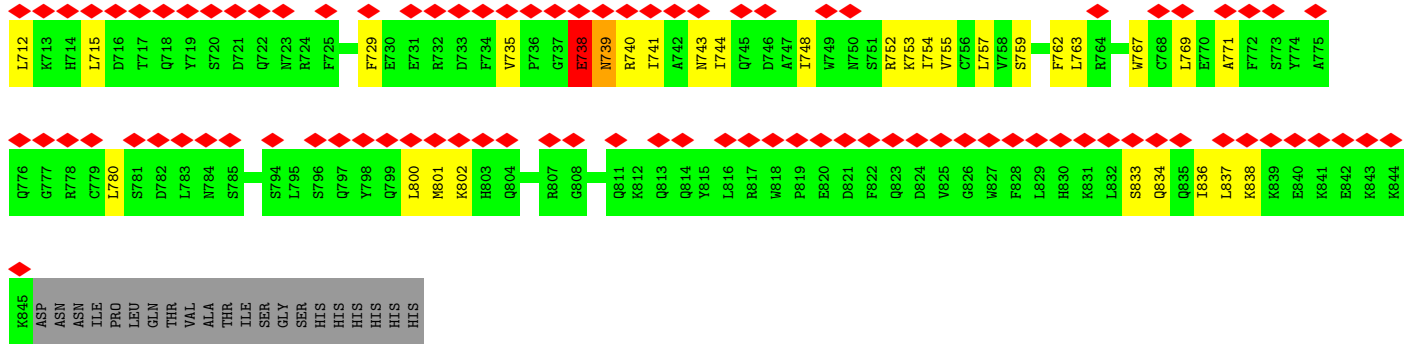 L712 K713 H714 L715 D716 T717 Q718 Y719 S720 D721 Q722 N723 R724 F725 F729 E730 E731 R732 D733 F734 V735 P736 G737 E738 N739 R740 I741 A742 N743 I744 Q745 D746 A747 I748 W749 N750 S751 R752 K753 I754 V755 C756 L757 V758 S759 F762 L763 R764 W767 C768 L769 E770 A771 F772 S773 Y774 A775
Q776 G777 R778 C779 L780 S781 D782 L783 N784 S785 S794 L795 S796 Q797 Y798 Q799 L800 M801 K802 H803 Q804 R807 G808 Q811 K812 Q813 Q814 Y815 L816 R817 W818 P819 E820 D821 F822 Q823 D824 V825 G826 W827 F828 L829 H830 K831 L832 S833 Q834 Q835 I836 L837 K838 K839 E840 K841 E842 K843 K844
K845 ASP ASN ASN ILE PRO LEU GLN THR VAL ALA THR ILE SER GLY SER HIS HIS HIS HIS HIS HIS